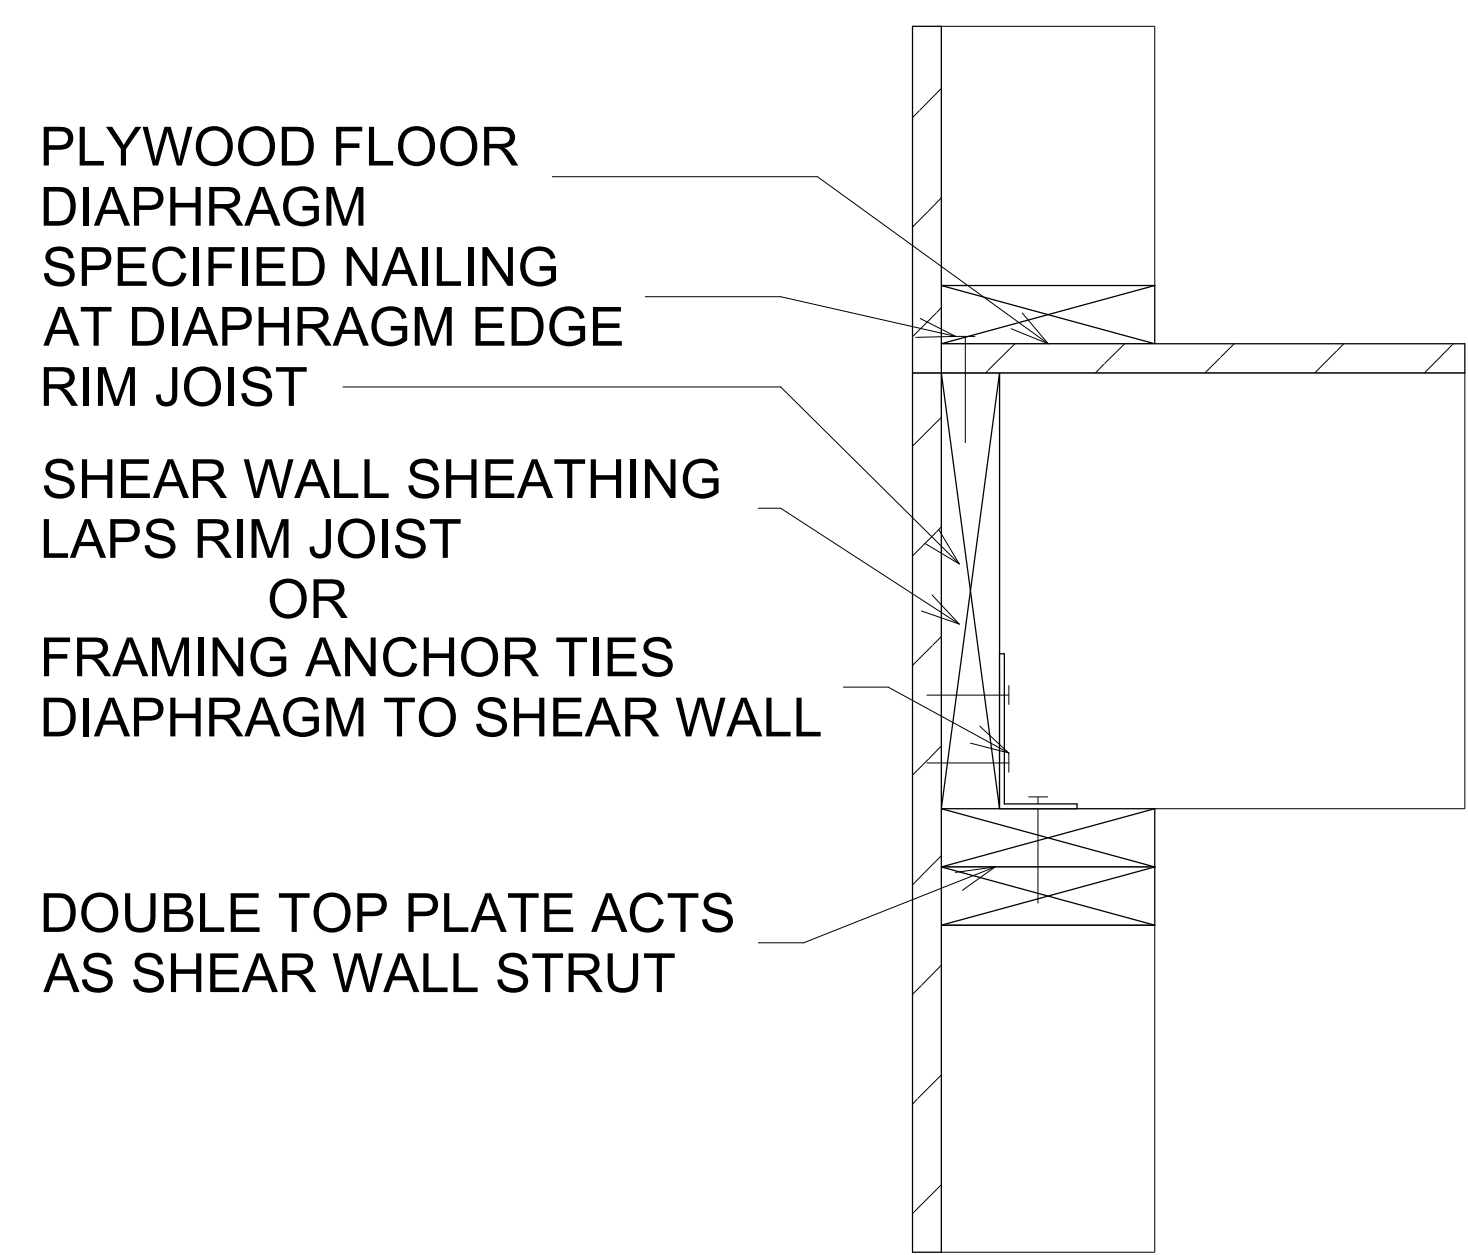 PLYWOOD FLOOR
DIAPHRAGM
SPECIFIED NAILING
AT DIAPHRAGM EDGE
RIM JOIST
SHEAR WALL SHEATHING
LAPS RIM JOIST
OR
FRAMING ANCHOR TIES
DIAPHRAGM TO SHEAR WALL
DOUBLE TOP PLATE ACTS
AS SHEAR WALL STRUT